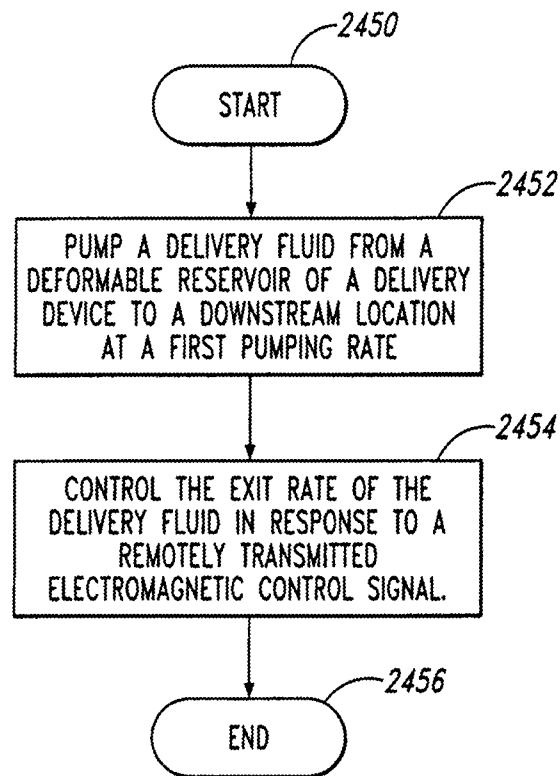 2450
START
2452
PUMP A DELIVERY FLUID FROM A
DEFORMABLE RESERVOIR OF A DELIVERY
DEVICE TO A DOWNSTREAM LOCATION
AT A FIRST PUMPING RATE
2454
CONTROL THE EXIT RATE OF THE
DELIVERY FLUID IN RESPONSE TO A
REMOTELY TRANSMITTED
ELECTROMAGNETIC CONTROL SIGNAL.
2456
END